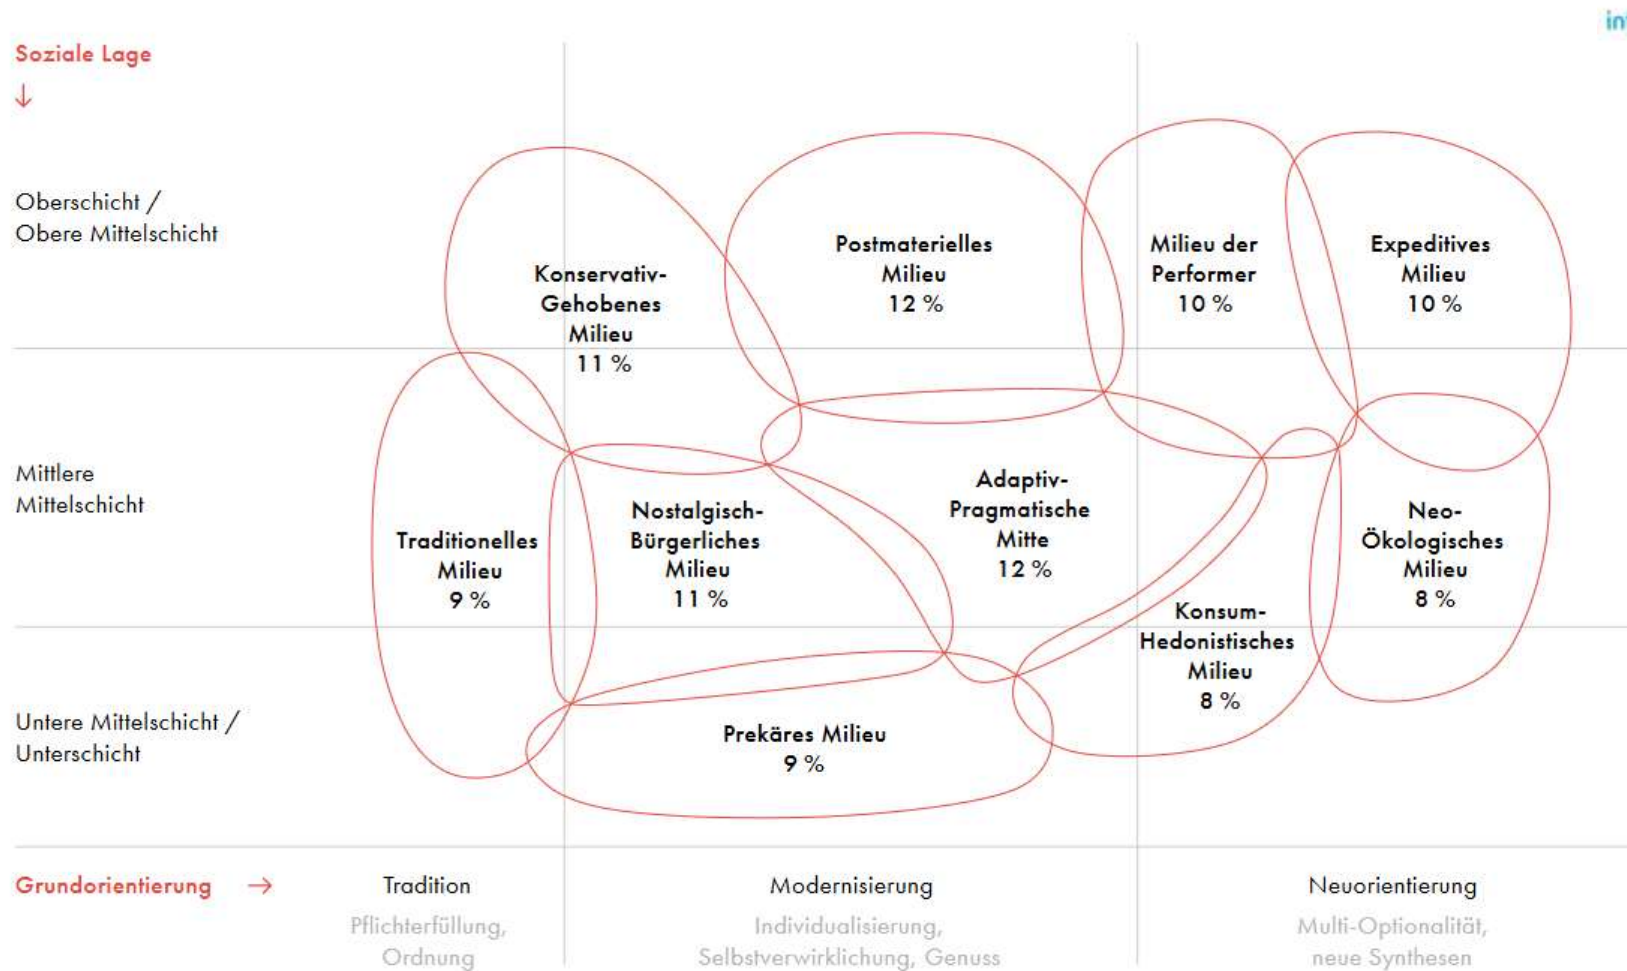 Soziale Lage
Oberschicht /
Obere Mittelschicht
Mittlere
Mittelschicht
Untere Mittelschicht /
Unterschicht
Konservativ-
Gehobenes
Milieu
11 %
Postmaterielles
Milieu
12 %
Milieu der
Performer
10 %
Expeditives
Milieu
10 %
Traditionelles
Milieu
9 %
Nostalgisch-
Bürgerliches
Milieu
11 %
Adaptiv-
Pragmatische
Mitte
12 %
Konsum-
Hedonistisches
Milieu
8 %
Neo-
Ökologisches
Milieu
8 %
Prekäres Milieu
9 %
Grundorientierung
Tradition
Pflichterfüllung,
Ordnung
Modernisierung
Individualisierung,
Selbstverwirklichung, Genuss
Neuorientierung
Multi-Optionalität,
neue Synthesen